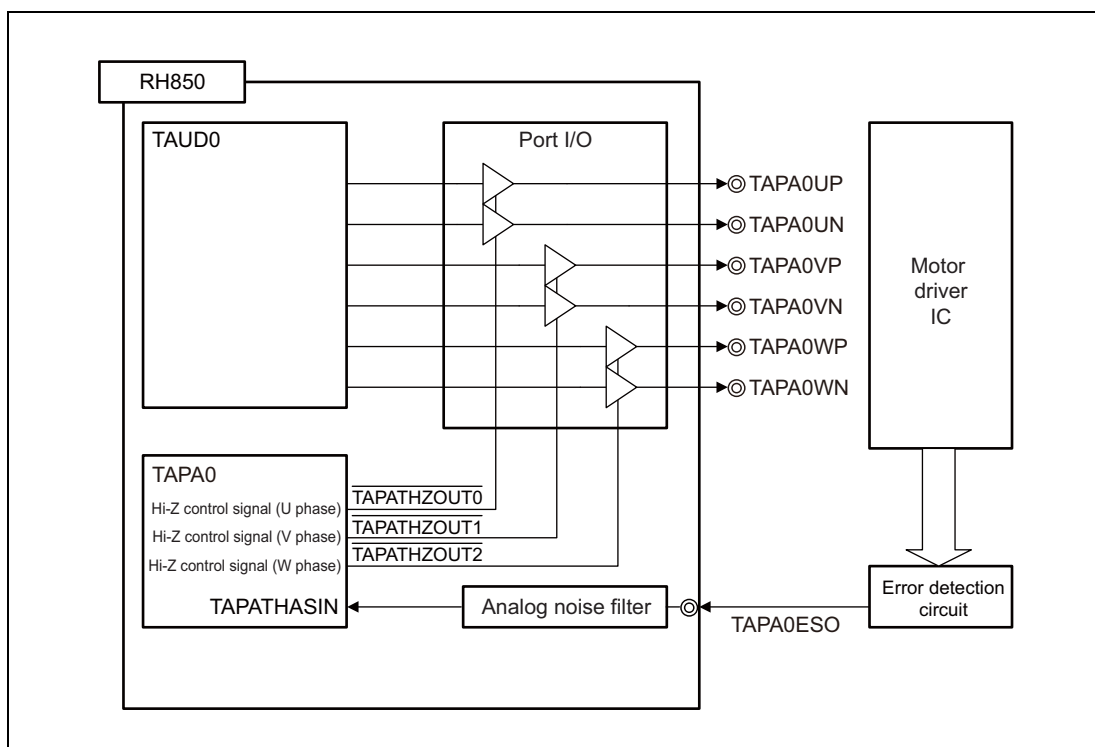 RH850
TAUD0
Port I/O
TAPA0UP
TAPA0UN
TAPA0VP
TAPA0VN
TAPA0WP
TAPA0WN
Motor
driver
IC
TAPA0
Hi-Z control signal (U phase)
TAPATHZOUT0
Hi-Z control signal (V phase)
TAPATHZOUT1
Hi-Z control signal (W phase)
TAPATHZOUT2
TAPATHASIN
Analog noise filter
TAPA0ESO
Error detection
circuit